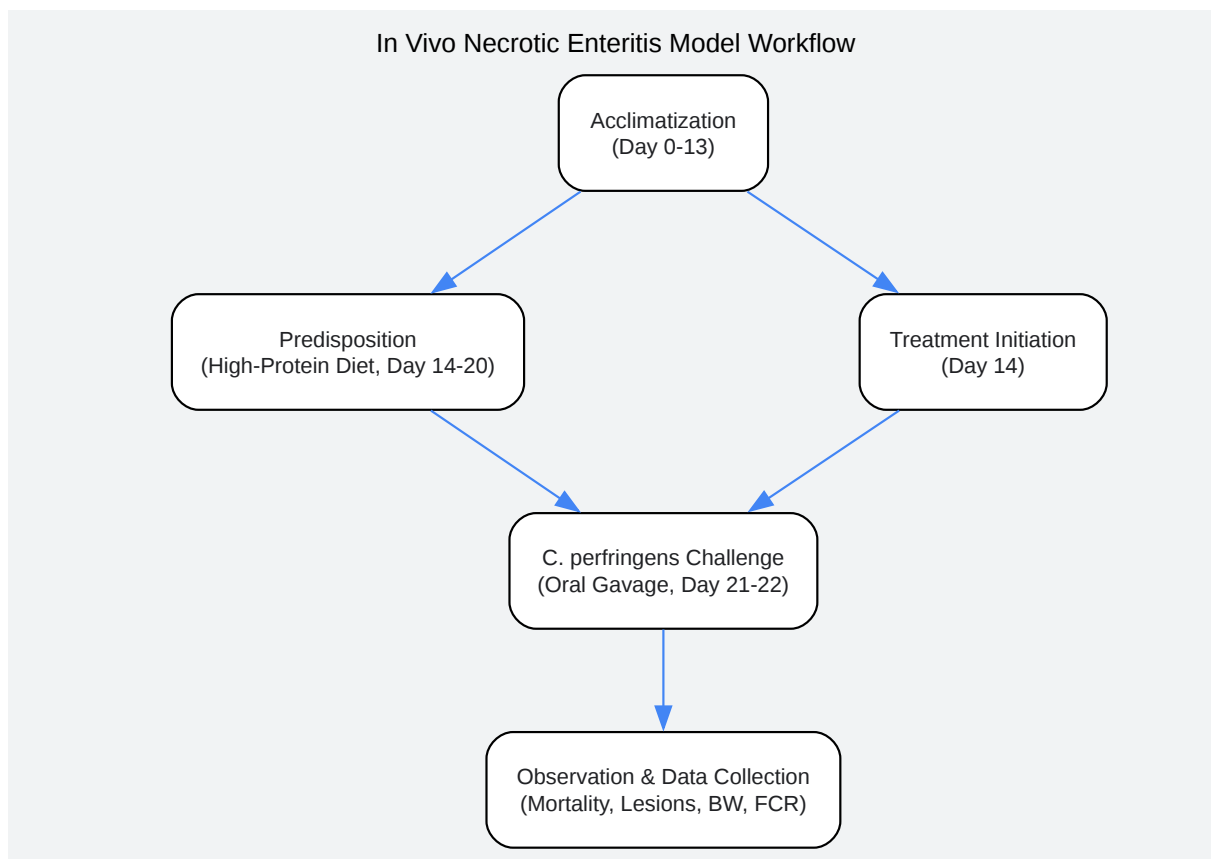 In Vivo Necrotic Enteritis Model Workflow
Acclimatization
(Day 0-13)
Predisposition
(High-Protein Diet, Day 14-20)
Treatment Initiation
(Day 14)
C. perfringens Challenge
(Oral Gavage, Day 21-22)
Observation & Data Collection
(Mortality, Lesions, BW, FCR)